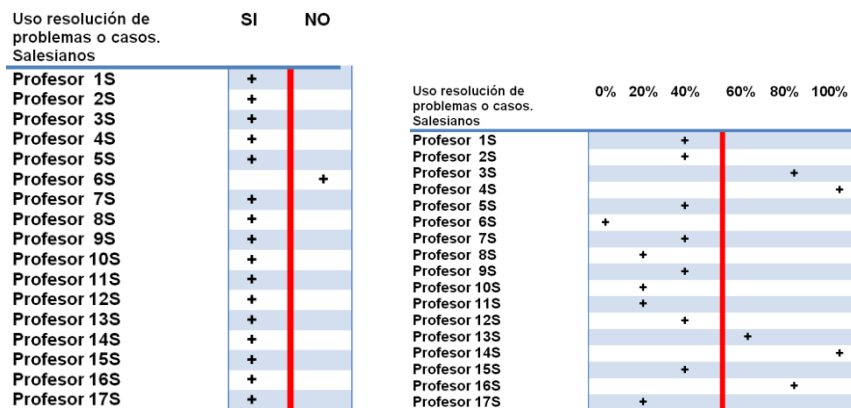 Uso resolución de SI NO
problemas o casos.
Salesianos
Profesor 1S +
Profesor 2S +
Profesor 3S +
Profesor 4S +
Profesor 5S +
Profesor 6S +
Profesor 7S +
Profesor 8S +
Profesor 9S +
Profesor 10S +
Profesor 11S +
Profesor 12S +
Profesor 13S +
Profesor 14S +
Profesor 15S +
Profesor 16S +
Profesor 17S +
Uso resolución de 0% 20% 40% 60% 80% 100%
problemas o casos.
Salesianos
Profesor 1S +
Profesor 2S +
Profesor 3S +
Profesor 4S +
Profesor 5S +
Profesor 6S +
Profesor 7S +
Profesor 8S +
Profesor 9S +
Profesor 10S +
Profesor 11S +
Profesor 12S +
Profesor 13S +
Profesor 14S +
Profesor 15S +
Profesor 16S +
Profesor 17S +